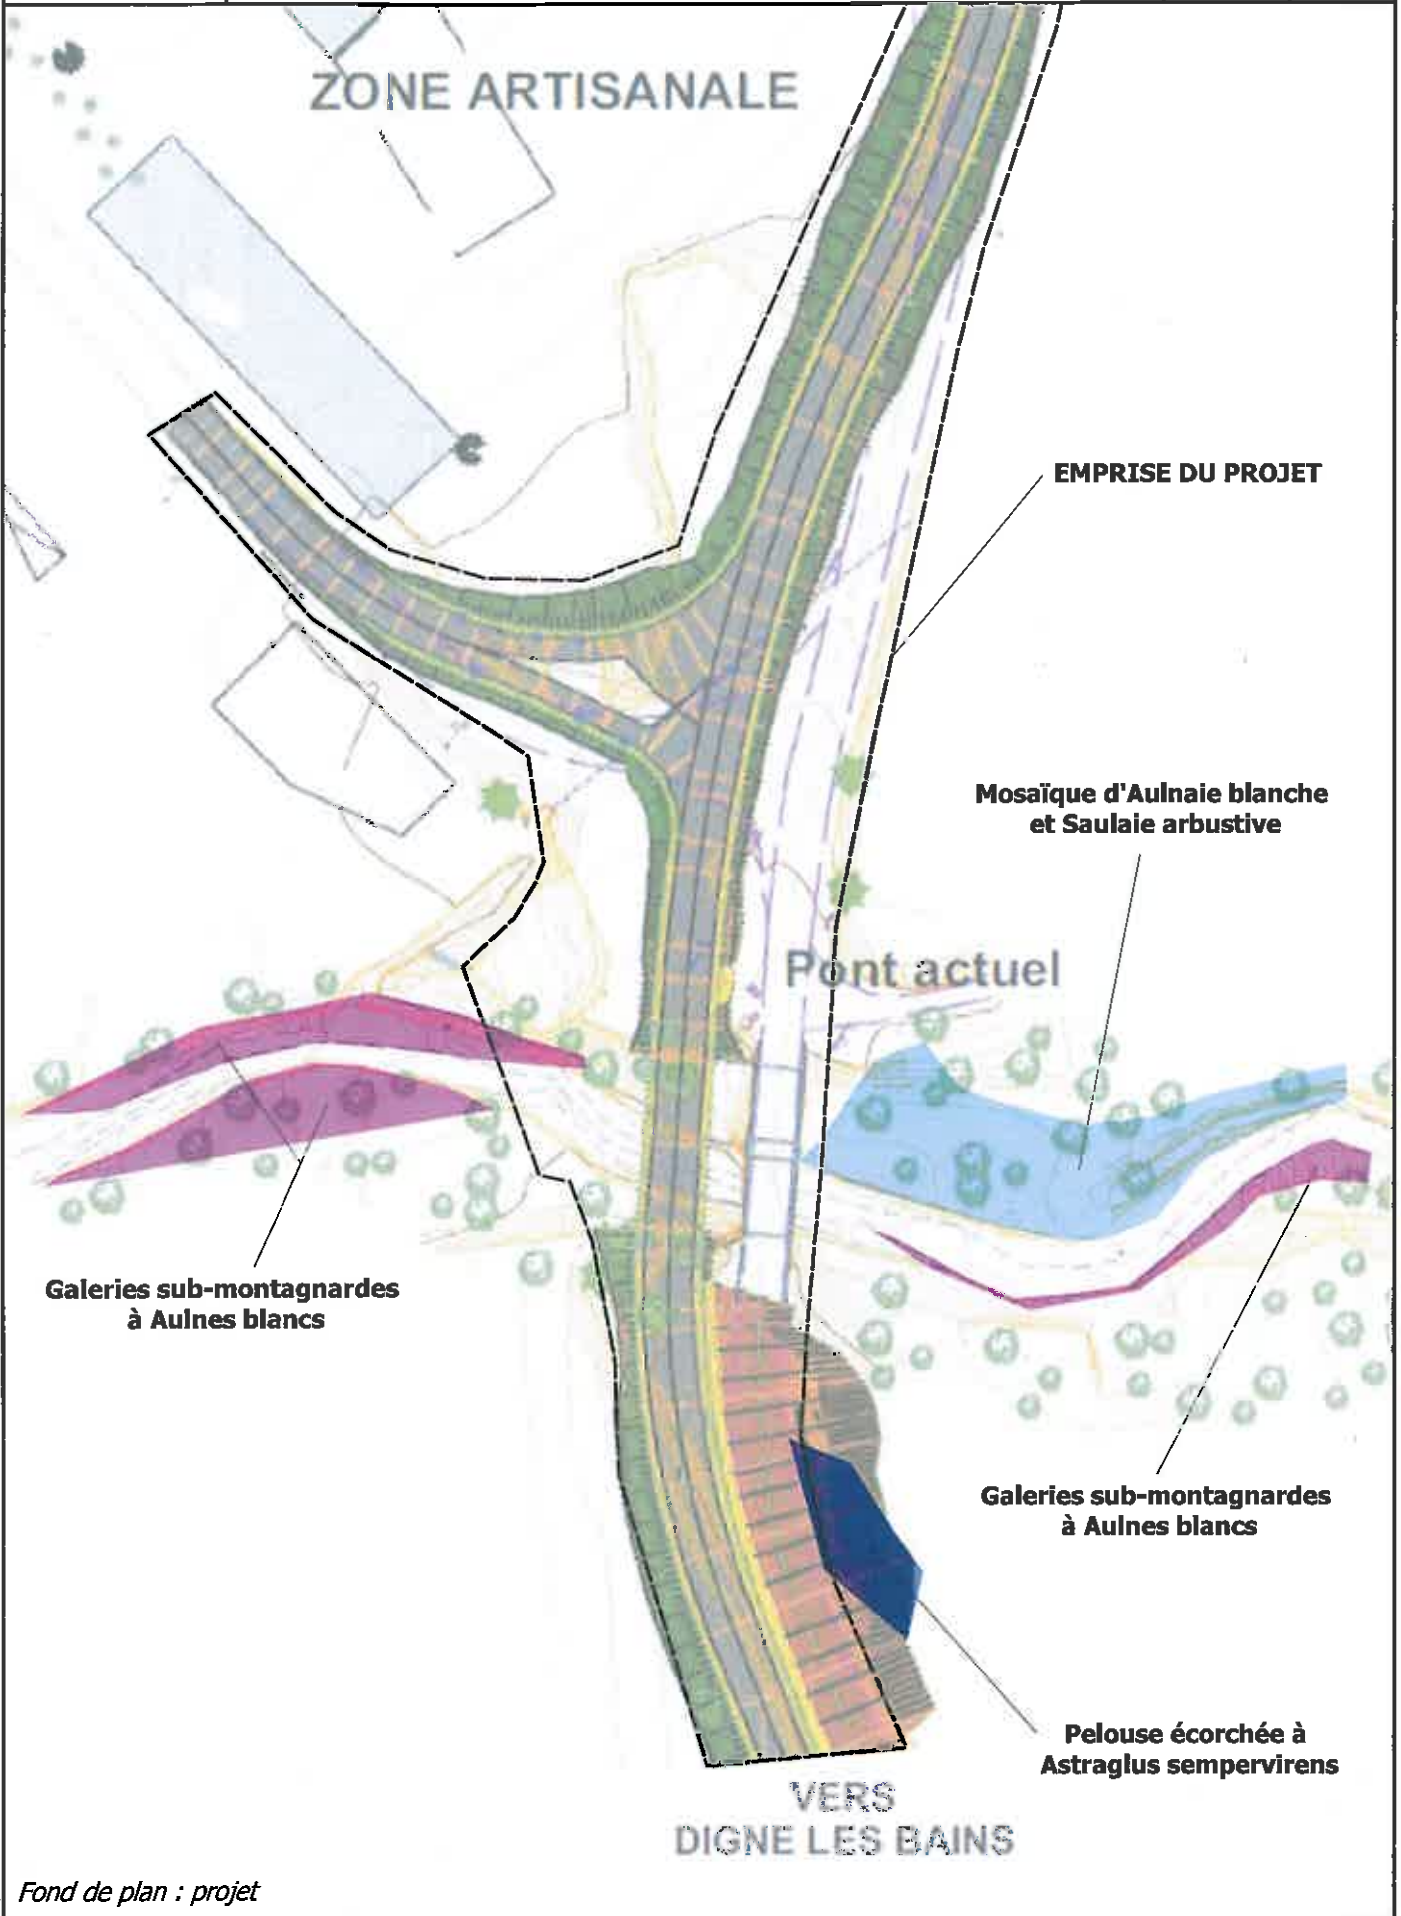 ZONE ARTISANALE
EMPRISE DU PROJET
Mosaïque d'Aulnaie blanche
et Saulaie arbustive
Pont actuel
Galeries sub-montagnardes
à Aulnes blancs
Galeries sub-montagnardes
à Aulnes blancs
Pelouse écorchée à
Astraglus sempervirens
VERS
DIGNE LES BAINS
Fond de plan : projet